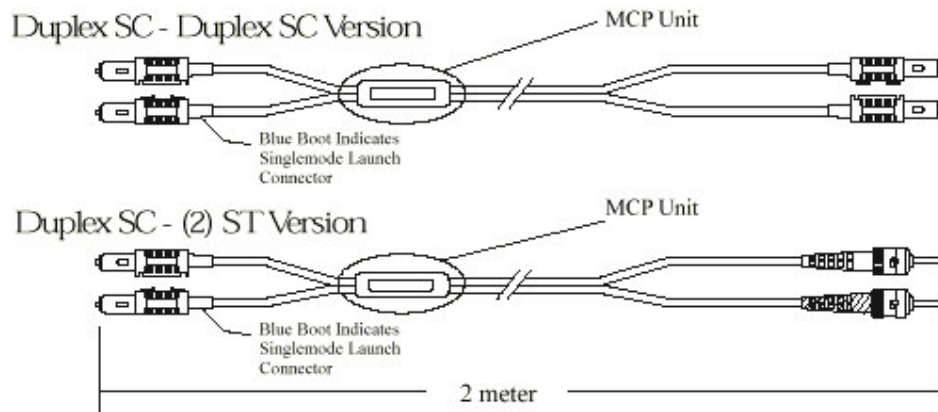 Duplex SC - Duplex SC Version
MCP Unit
Blue Boot Indicates
Singlemode Launch
Connector
Duplex SC - (2) ST Version
MCP Unit
Blue Boot Indicates
Singlemode Launch
Connector
2 meter